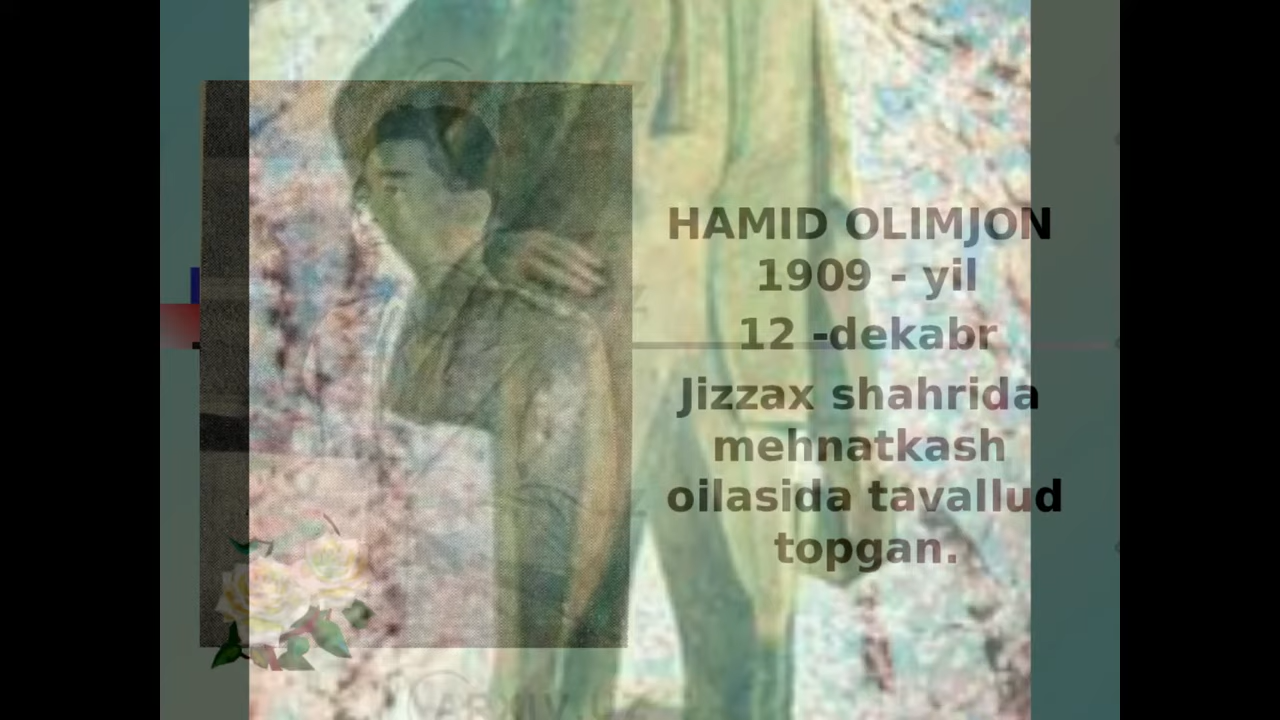 HAMID OLIMJON
1909 - yil
12 -dekabr
Jizzax shahrida
mehnatkash
oilasida tavallud
topgan.